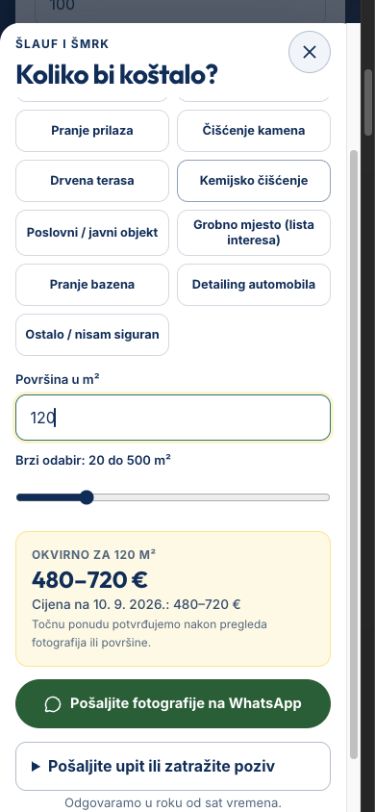 100
ŠLAUF I ŠMRK
Koliko bi koštalo?
Pranje prilaza
Čišćenje kamena
Drvena terasa
Kemijsko čišćenje
Poslovni / javni objekt
Grobno mjesto (lista
interesa)
Pranje bazena
Detailing automobila
Ostalo / nisam siguran
Površina u m²
120
Brzi odabir: 20 do 500 m²
OKVIRNO ZA 120 M²
480–720 €
Cijena na 10. 9. 2026.: 480–720 €
Točnu ponudu potvrđujemo nakon pregleda
fotografija ili površine.
Pošaljite fotografije na WhatsApp
Pošaljite upit ili zatražite poziv
Odgovaramo u roku od sat vremena.